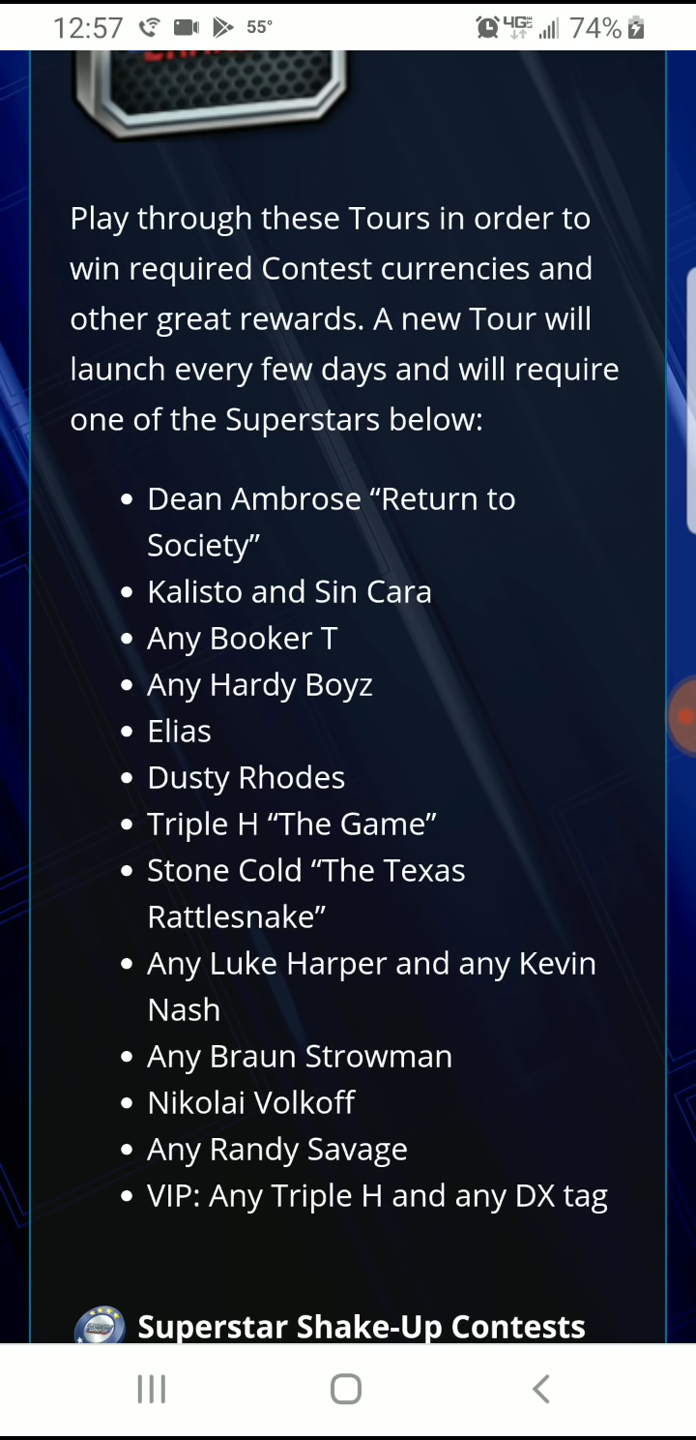 12:57 55° 4G LTE 74%
Play through these Tours in order to
win required Contest currencies and
other great rewards. A new Tour will
launch every few days and will require
one of the Superstars below:
• Dean Ambrose “Return to
Society”
• Kalisto and Sin Cara
• Any Booker T
• Any Hardy Boyz
• Elias
• Dusty Rhodes
• Triple H “The Game”
• Stone Cold “The Texas
Rattlesnake”
• Any Luke Harper and any Kevin
Nash
• Any Braun Strowman
• Nikolai Volkoff
• Any Randy Savage
• VIP: Any Triple H and any DX tag
Superstar Shake-Up Contests